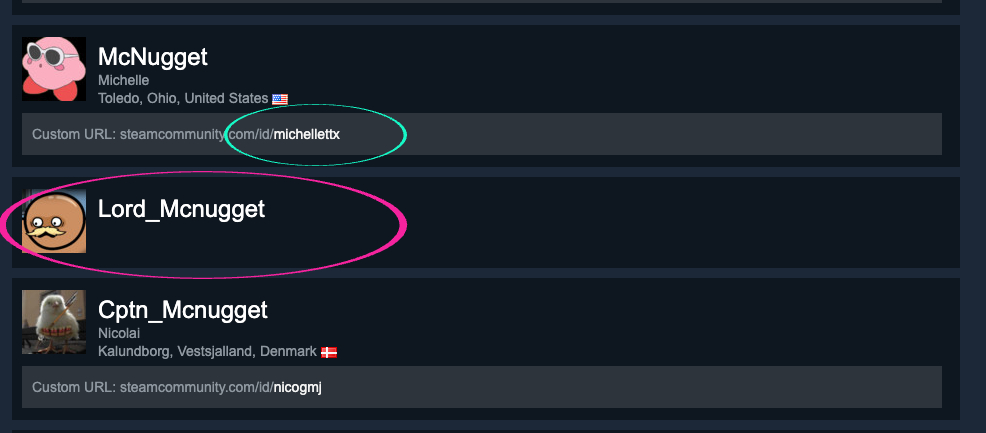 McNugget
Michelle
Toledo, Ohio, United States
Custom URL: steamcommunity.com/id/michellettx
Lord_Mcnugget
Cptn_Mcnugget
Nicolai
Kalundborg, Vestsjalland, Denmark
Custom URL: steamcommunity.com/id/nicogmj